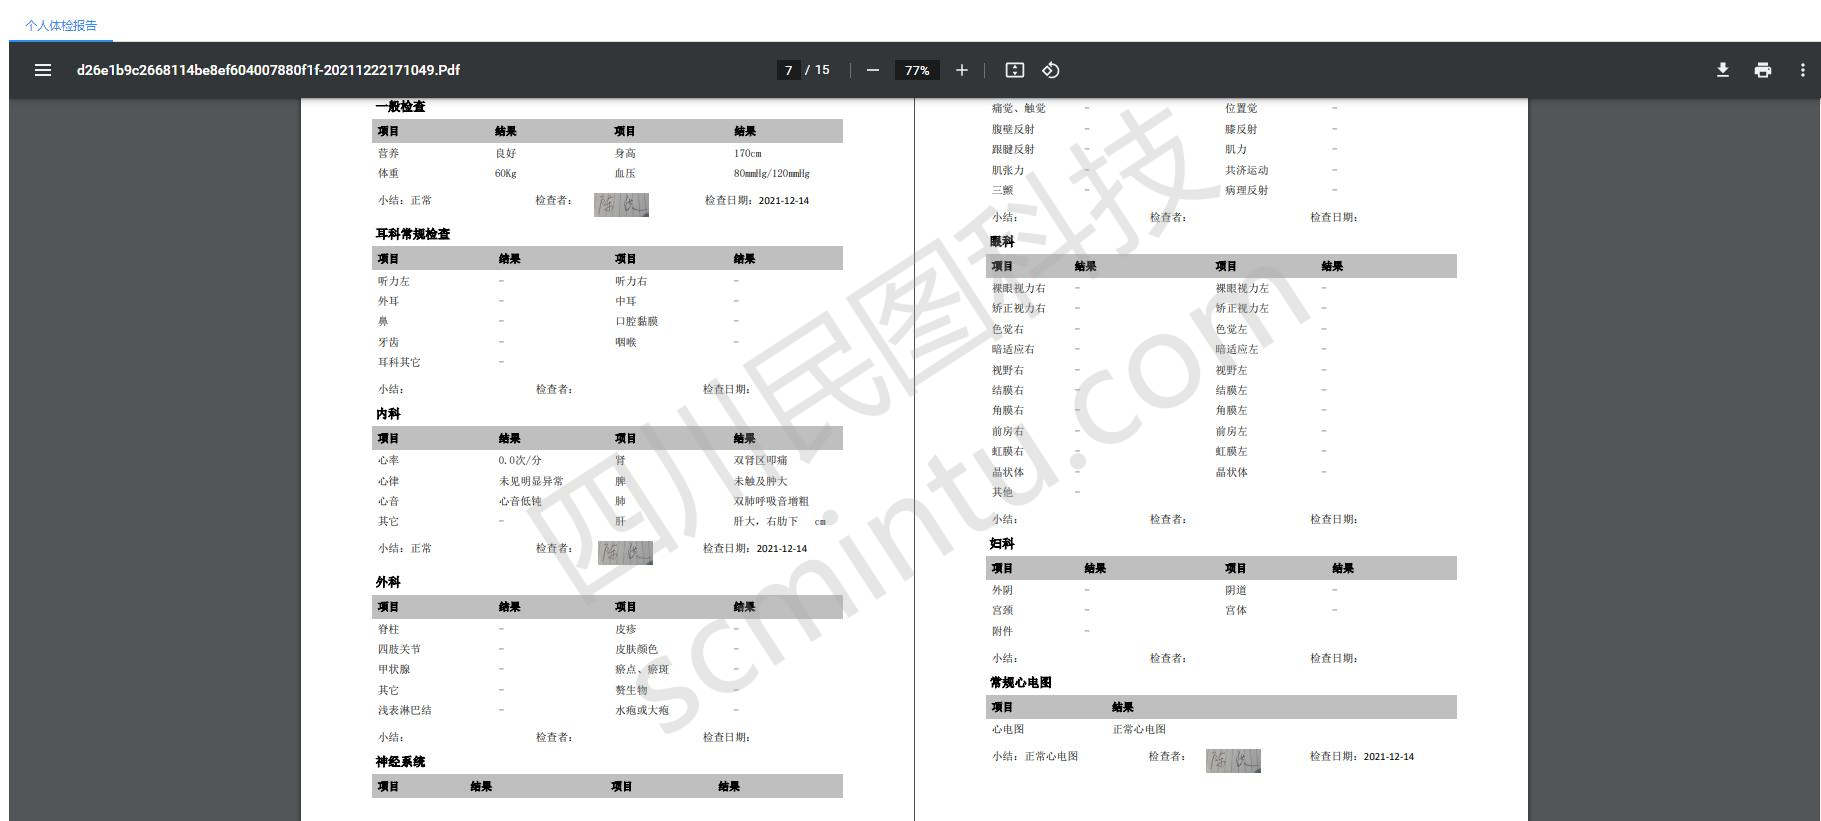 个人体检报告
d26e1b9c2668114be8ef604007880f1f-20211222171049.Pdf
7 / 15
77%
一般检查
项目 结果 项目 结果
营养 良好 身高 170cm
体重 60Kg 血压 80mmHg/120mmHg
小结：正常 检查者： 陈 检查日期：2021-12-14
耳科常规检查
项目 结果 项目 结果
听力左 - 听力右 -
外耳 - 中耳 -
鼻 - 口腔黏膜 -
牙齿 - 咽喉 -
耳科其它 -
小结： 检查者： 检查日期：
内科
项目 结果 项目 结果
心率 0.0次/分 肾 双肾区叩痛
心律 未见明显异常 脾 未触及肿大
心音 心音低钝 肺 双肺呼吸音增粗
其它 - 肝 肝大，右肋下 cm
小结：正常 检查者： 陈 检查日期：2021-12-14
外科
项目 结果 项目 结果
脊柱 - 皮疹 -
四肢关节 - 皮肤颜色 -
甲状腺 - 瘀点、瘀斑 -
其它 - 赘生物 -
浅表淋巴结 - 水疱或大疱 -
小结： 检查者： 检查日期：
神经系统
项目 结果 项目 结果
痛觉、触觉 - 位置觉 -
腹壁反射 - 膝反射 -
跟腱反射 - 肌力 -
肌张力 - 共济运动 -
三颤 - 病理反射 -
小结： 检查者： 检查日期：
眼科
项目 结果 项目 结果
裸眼视力右 - 裸眼视力左 -
矫正视力右 - 矫正视力左 -
色觉右 - 色觉左 -
暗适应右 - 暗适应左 -
视野右 - 视野左 -
结膜右 - 结膜左 -
角膜右 - 角膜左 -
前房右 - 前房左 -
虹膜右 - 虹膜左 -
晶状体 - 晶状体 -
其他 -
小结： 检查者： 检查日期：
妇科
项目 结果 项目 结果
外阴 - 阴道 -
宫颈 - 宫体 -
附件 -
小结： 检查者： 检查日期：
常规心电图
项目 结果
心电图 正常心电图
小结：正常心电图 检查者： 陈 检查日期：2021-12-14
四川民图科技
scmintu.com